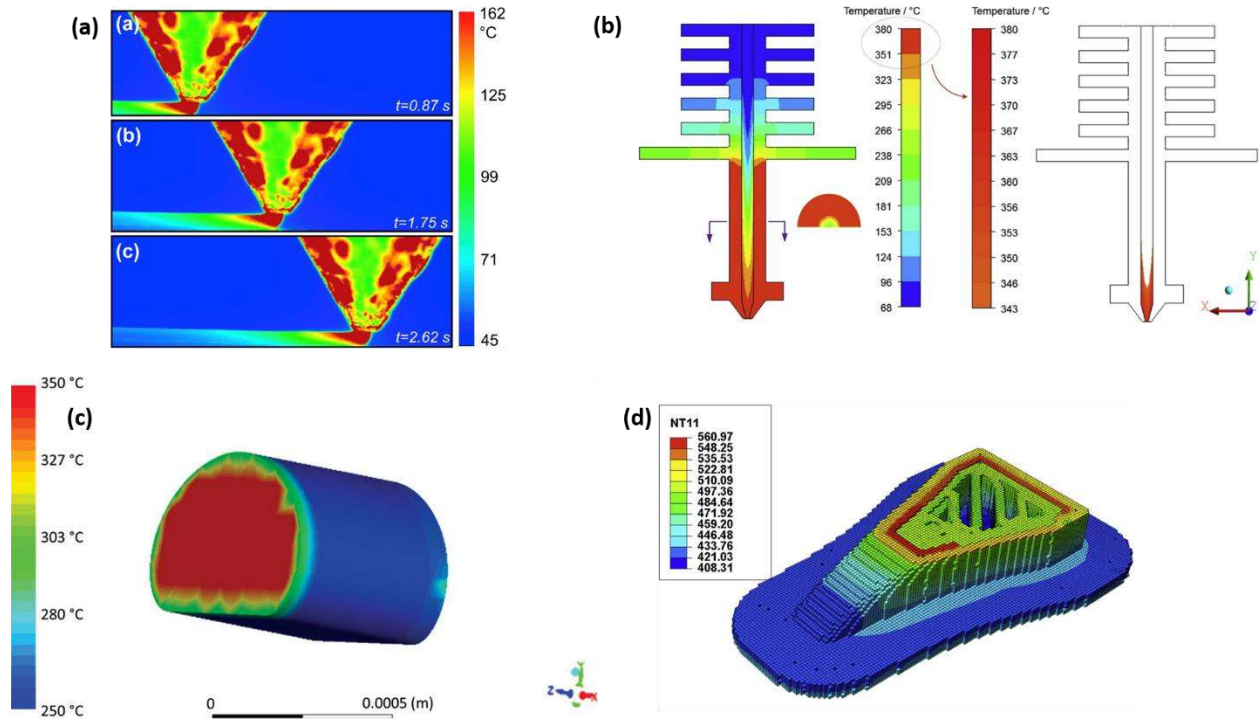 (a)
(a)
t=0.87 s
(b)
t=1.75 s
(c)
t=2.62 s
162
°C
125
99
71
45
(b)
Temperature / °C
380
351
323
295
266
238
209
181
153
124
96
68
Temperature / °C
380
377
373
370
367
363
360
356
353
350
346
343
Y
X
Z
(c)
350 °C
327 °C
303 °C
280 °C
250 °C
0
0.0005 (m)
Z
X
(d)
NT11
560.97
548.25
535.53
522.81
510.09
497.36
484.64
471.92
459.20
446.48
433.76
421.03
408.31